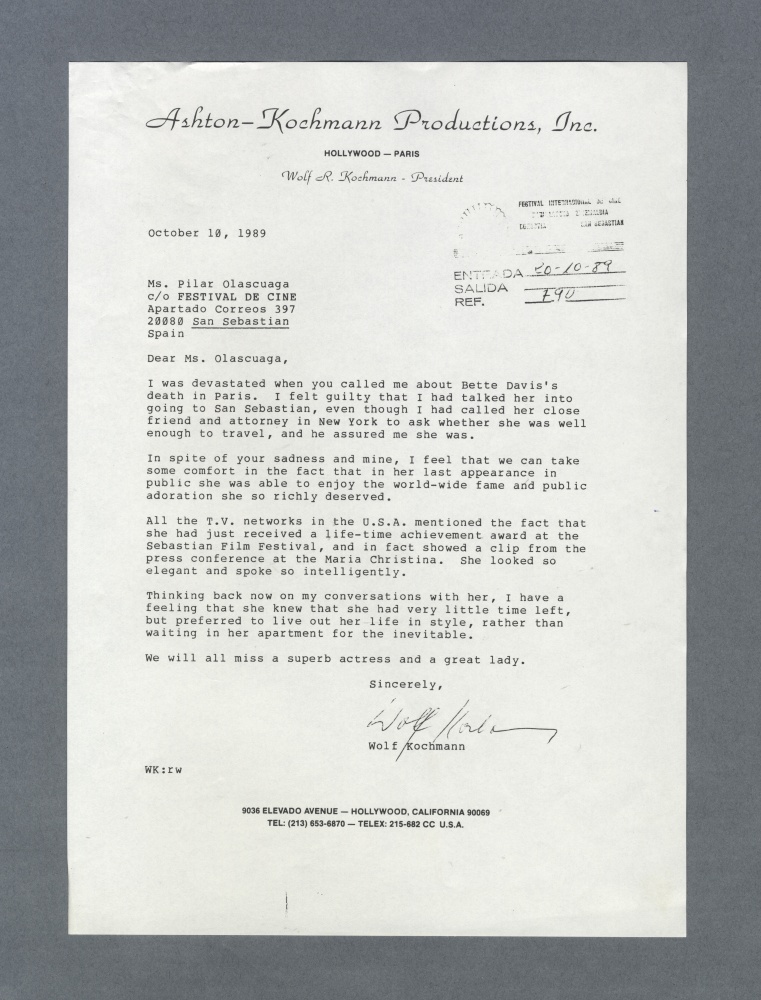 Ashton-Kochmann Productions, Inc.
HOLLYWOOD — PARIS
Wolf R. Kochmann - President
FESTIVAL INTERNACIONAL DE CINE
SAN SEBASTIAN
October 10, 1989
ENTRADA 20-10-89
SALIDA
REF. F90
Ms. Pilar Olascuaga
c/o FESTIVAL DE CINE
Apartado Correos 397
20080 San Sebastian
Spain
Dear Ms. Olascuaga,
I was devastated when you called me about Bette Davis's
death in Paris. I felt guilty that I had talked her into
going to San Sebastian, even though I had called her close
friend and attorney in New York to ask whether she was well
enough to travel, and he assured me she was.
In spite of your sadness and mine, I feel that we can take
some comfort in the fact that in her last appearance in
public she was able to enjoy the world-wide fame and public
adoration she so richly deserved.
All the T.V. networks in the U.S.A. mentioned the fact that
she had just received a life-time achievement award at the
Sebastian Film Festival, and in fact showed a clip from the
press conference at the Maria Christina. She looked so
elegant and spoke so intelligently.
Thinking back now on my conversations with her, I have a
feeling that she knew that she had very little time left,
but preferred to live out her life in style, rather than
waiting in her apartment for the inevitable.
We will all miss a superb actress and a great lady.
Sincerely,
Wolf Kochmann
WK:rw
9036 ELEVADO AVENUE — HOLLYWOOD, CALIFORNIA 90069
TEL: (213) 653-6870 — TELEX: 215-682 CC U.S.A.